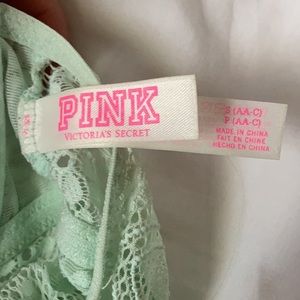 PINK
VICTORIA'S SECRET
S (AA-C)
P (AA-C)
MADE IN CHINA
FAIT EN CHINE
HECHO EN CHINA